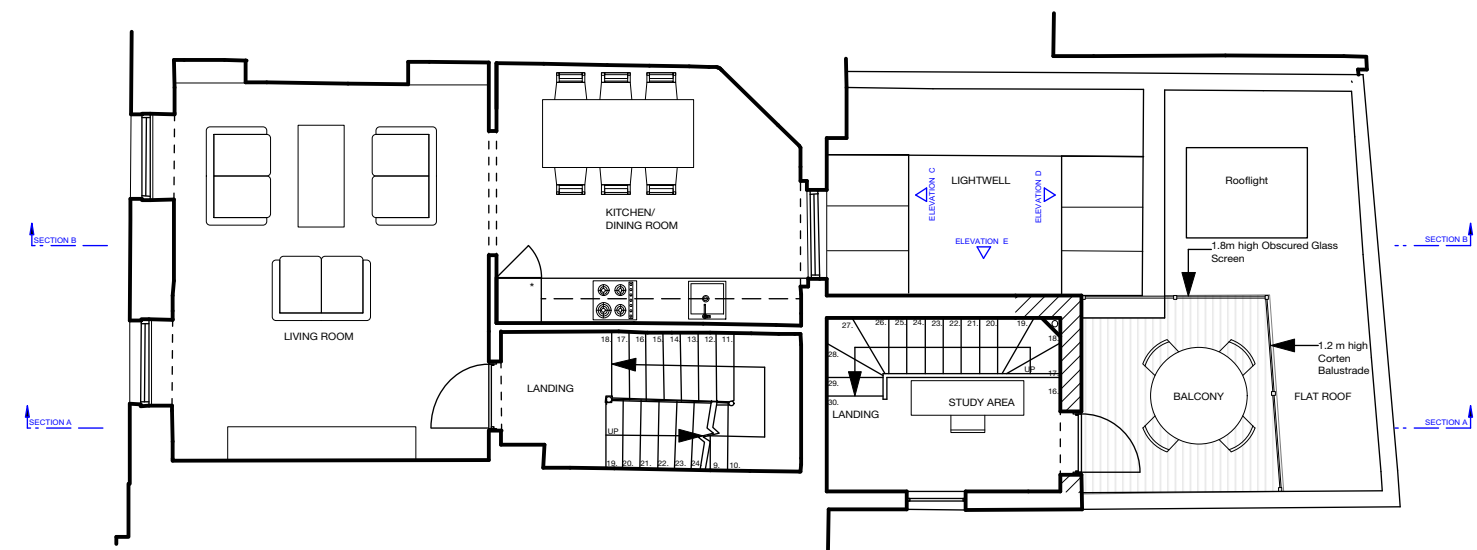 LIVING ROOM
KITCHEN/
DINING ROOM
*
LANDING
18. 17. 16. 15. 14. 13. 12. 11.
UP
19. 20. 21. 22. 23. 24. 9. 10.
LIGHTWELL
ELEVATION C
ELEVATION D
ELEVATION E
Rooflight
1.8m high Obscured Glass
Screen
27. 26. 25. 24. 23. 22. 21. 20. 19.
18.
28.
UP
17.
29.
16.
30.
LANDING
STUDY AREA
BALCONY
1.2 m high
Corten
Balustrade
FLAT ROOF
SECTION B
SECTION B
SECTION A
SECTION A